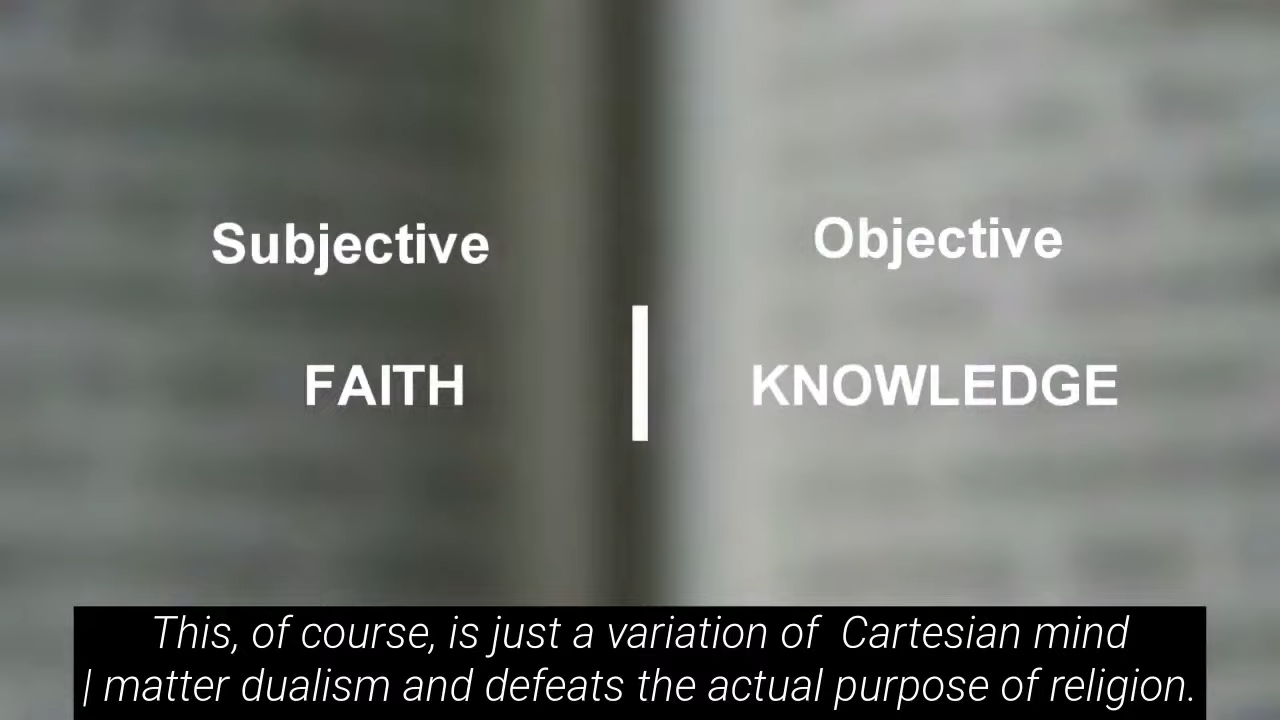 Subjective
Objective
FAITH
KNOWLEDGE
This, of course, is just a variation of  Cartesian mind
| matter dualism and defeats the actual purpose of religion.